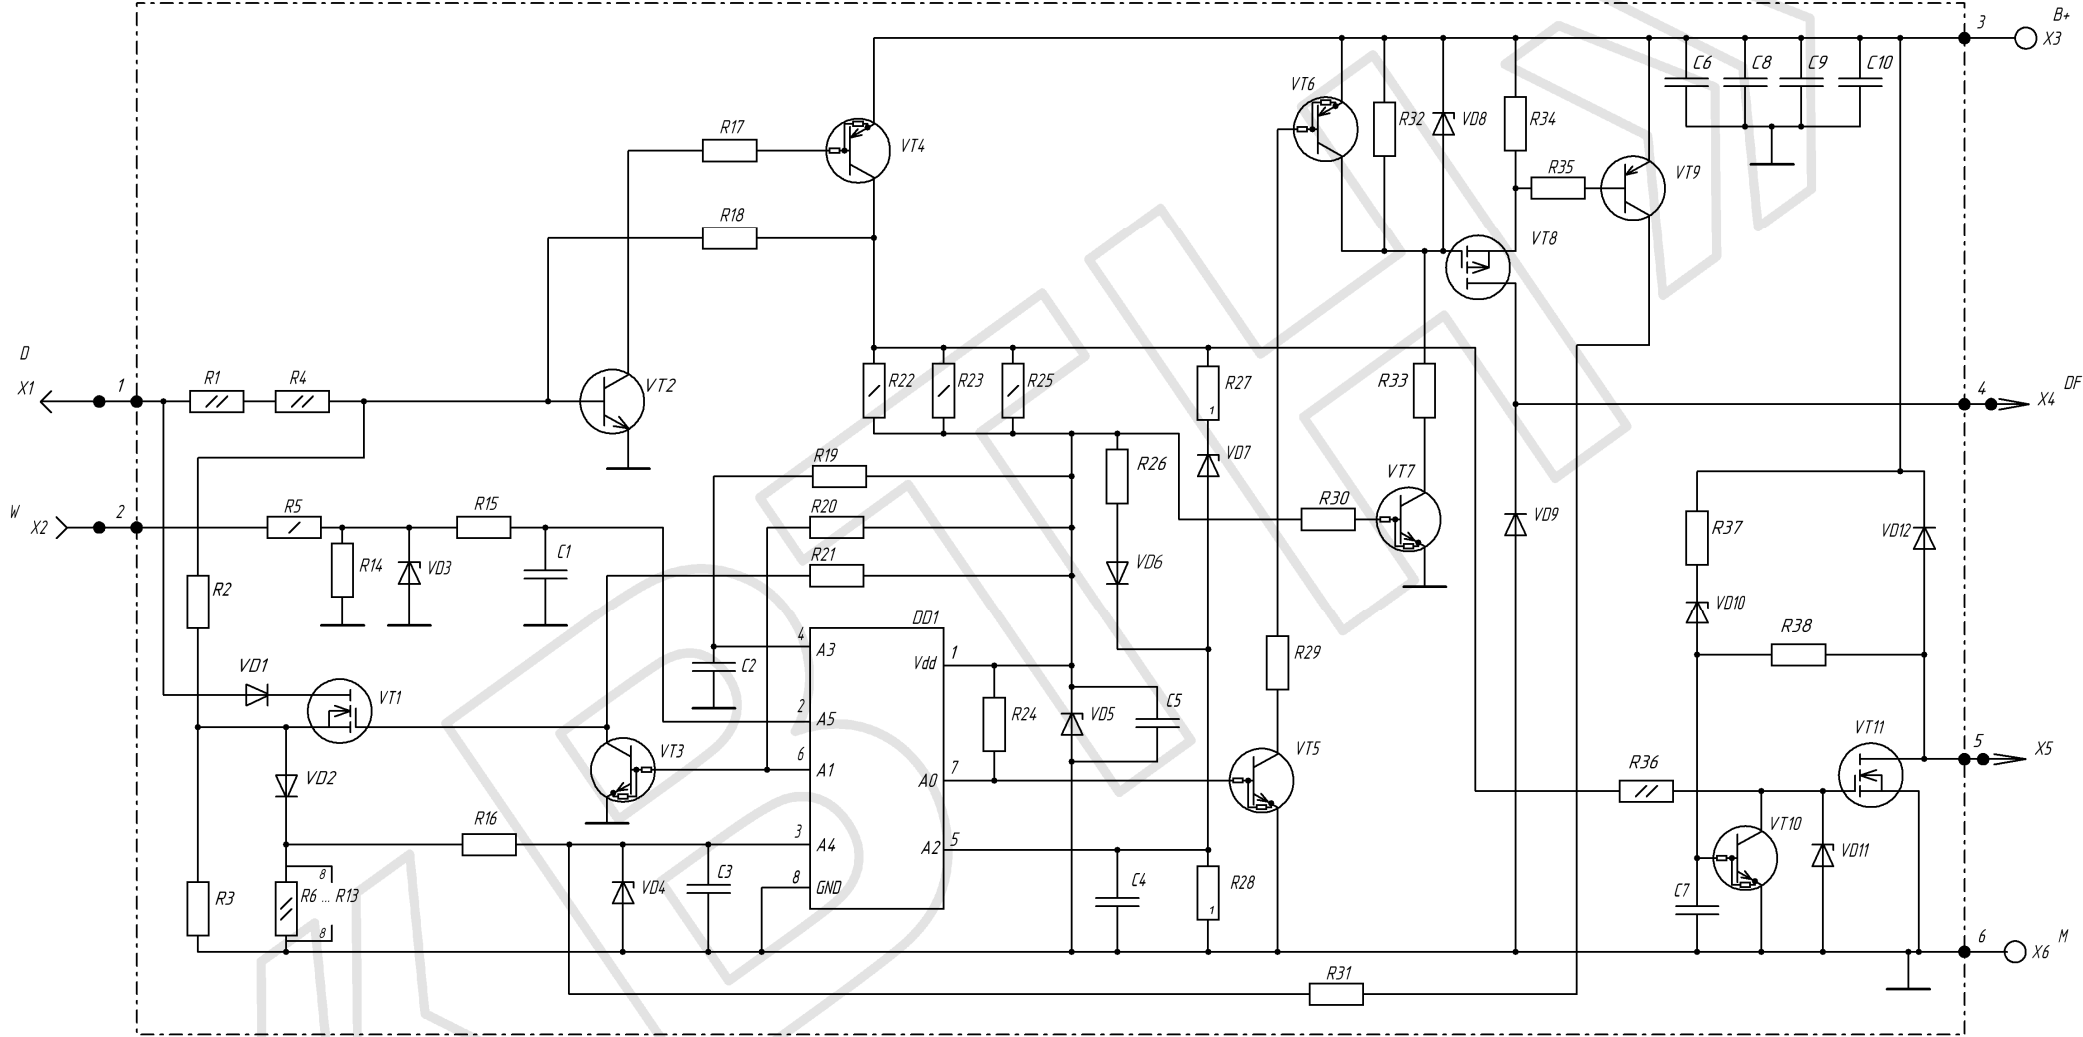 3
B+
X3
C6
C8
C9
C10
VT6
R17
VT4
R32
VD8
R34
R35
VT9
R18
VT8
D
X1
1
R1
R4
VT2
R22
R23
R25
R27
1
R33
4
DF
X4
R19
R26
VD7
VT7
W
X2
2
R5
R15
R20
R30
VD9
R37
VD12
R14
VD3
C1
R21
VD6
R2
VD10
DD1
4
A3
Vdd
1
C2
R29
R38
VD1
VT1
2
A5
R24
VD5
C5
VT3
6
A1
A0
7
VT5
R36
VT11
5
X5
VD2
R16
3
A4
A2
5
VT10
VD11
8
R6 ... R13
8
R3
VD4
C3
8
GND
C4
R28
1
C7
6
M
X6
R31
«ВТН»